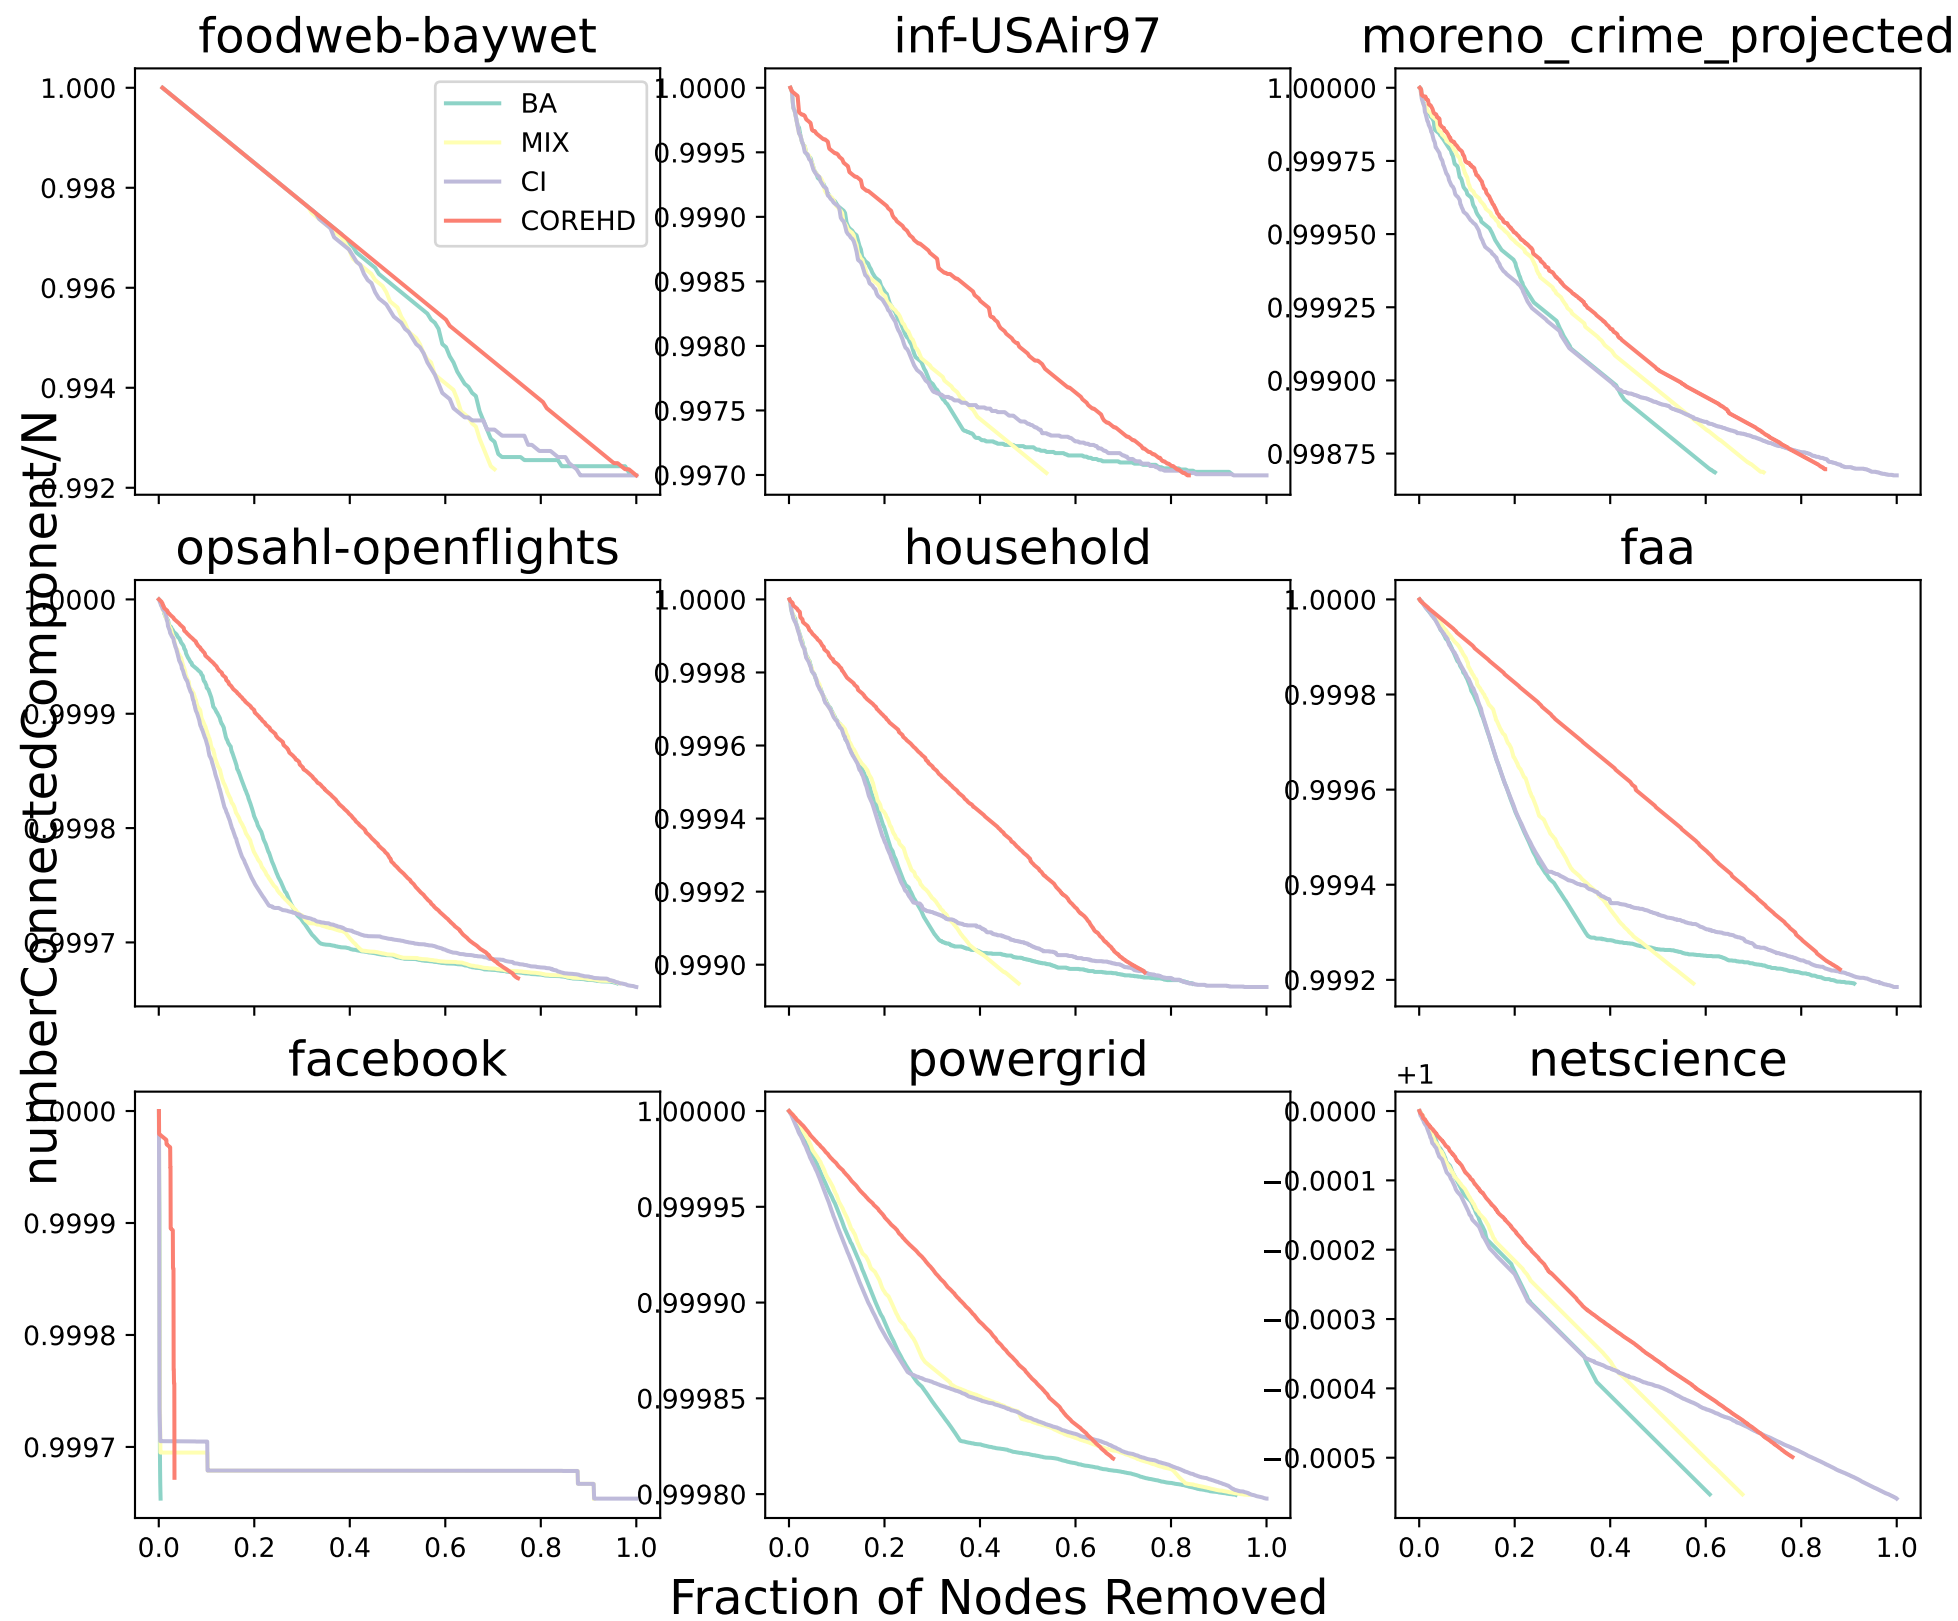 foodweb-baywet
inf-USAir97
moreno_crime_projected
1.000
0.998
0.996
0.994
0.992
BA
MIX
CI
COREHD
1.0000
0.9995
0.9990
0.9985
0.9980
0.9975
0.9970
1.00000
0.99975
0.99950
0.99925
0.99900
0.99875
numberConnectedComponent/N
opsahl-openflights
household
faa
1.0000
0.9999
0.9998
0.9997
1.0000
0.9998
0.9996
0.9994
0.9992
0.9990
1.0000
0.9998
0.9996
0.9994
0.9992
facebook
powergrid
netscience
1.0000
0.9999
0.9998
0.9997
0.0 0.2 0.4 0.6 0.8 1.0
1.00000
0.99995
0.99990
0.99985
0.99980
0.0 0.2 0.4 0.6 0.8 1.0
+1
0.0000
−0.0001
−0.0002
−0.0003
−0.0004
−0.0005
0.0 0.2 0.4 0.6 0.8 1.0
Fraction of Nodes Removed